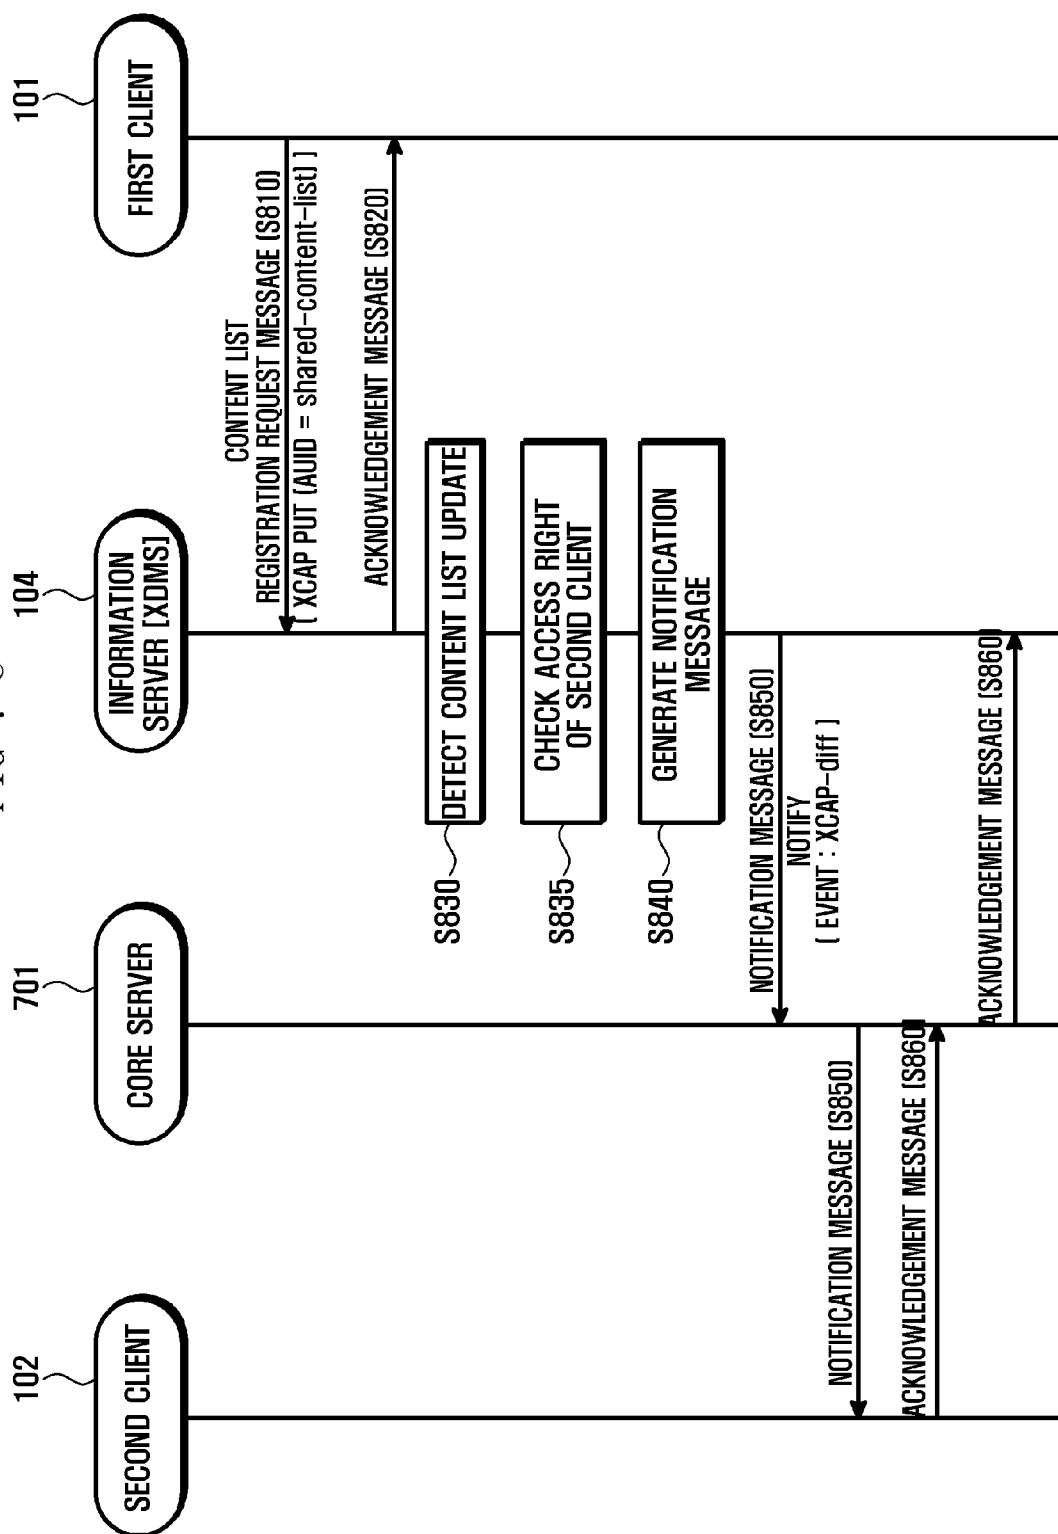 102
701
104
101
SECOND CLIENT
CORE SERVER
INFORMATION
SERVER [XDMS]
FIRST CLIENT
CONTENT LIST
REGISTRATION REQUEST MESSAGE [S810]
[ XCAP PUT [AUID = shared-content-list] ]
ACKNOWLEDGEMENT MESSAGE [S820]
S830
DETECT CONTENT LIST UPDATE
S835
CHECK ACCESS RIGHT
OF SECOND CLIENT
S840
GENERATE NOTIFICATION
MESSAGE
NOTIFICATION MESSAGE [S850]
NOTIFY
[ EVENT : XCAP-diff ]
NOTIFICATION MESSAGE [S850]
ACKNOWLEDGEMENT MESSAGE [S860]
ACKNOWLEDGEMENT MESSAGE [S860]